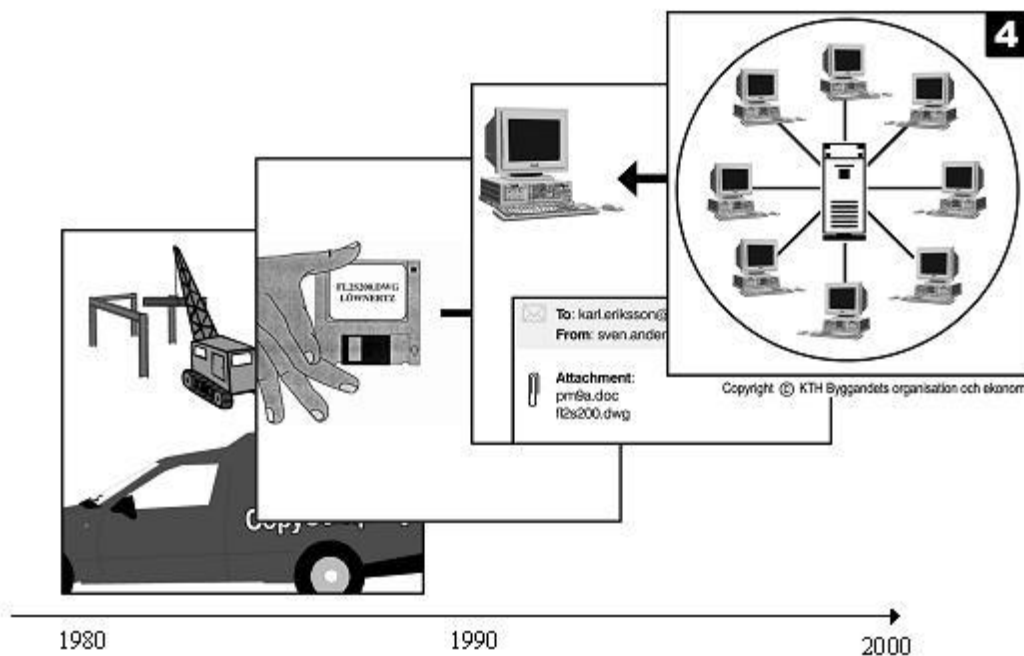 4
FL2S200.DWG
LÖWNERTZ
To: karl.eriksson@
From: sven.ander
Attachment:
pm9a.doc
fl2s200.dwg
Copyright © KTH Byggandets organisation och ekonom
1980
1990
2000